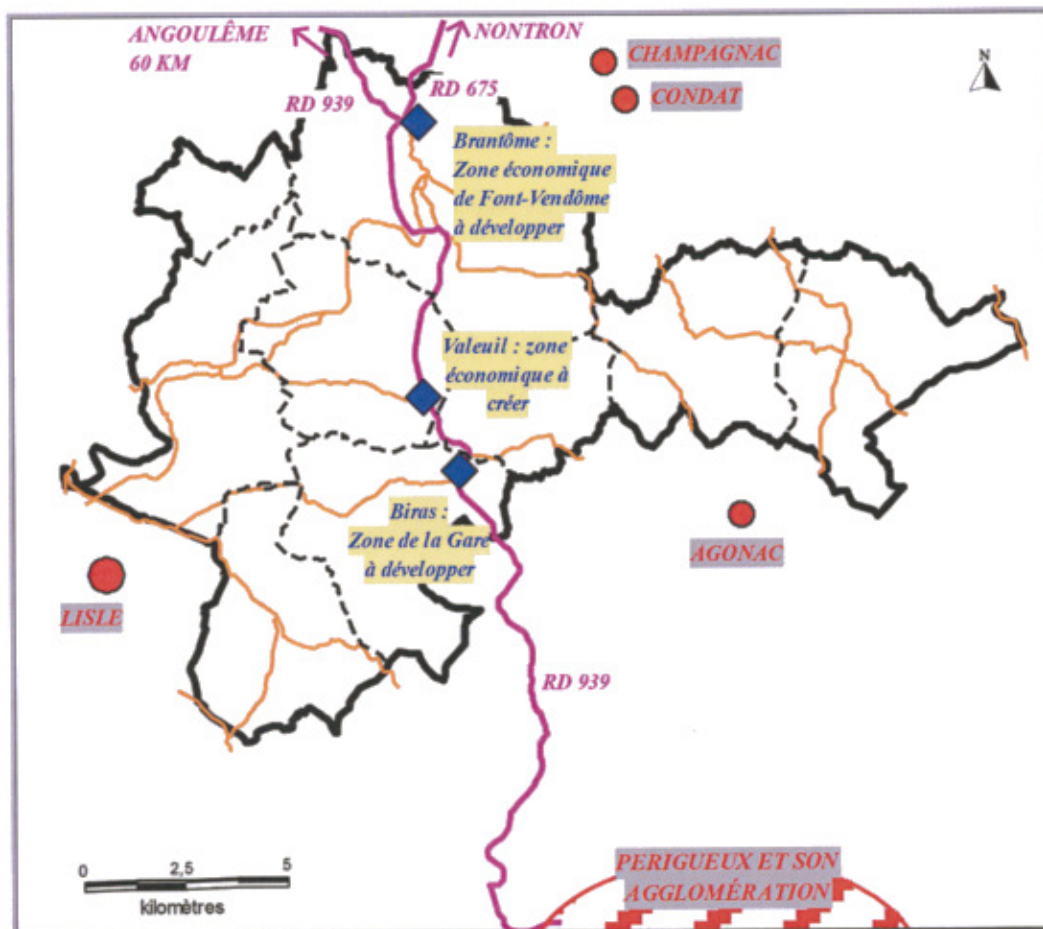 ANGOULÊME
60 KM
NONTRON
CHAMPAGNAC
CONDAT
N
RD 939
RD 675
Brantôme :
Zone économique
de Font-Vendôme
à développer
Valeuil : zone
économique à
créer
Biras :
Zone de la Gare
à développer
AGONAC
LISLE
RD 939
0 2,5 5
kilomètres
PERIGUEUX ET SON
AGGLOMÉRATION